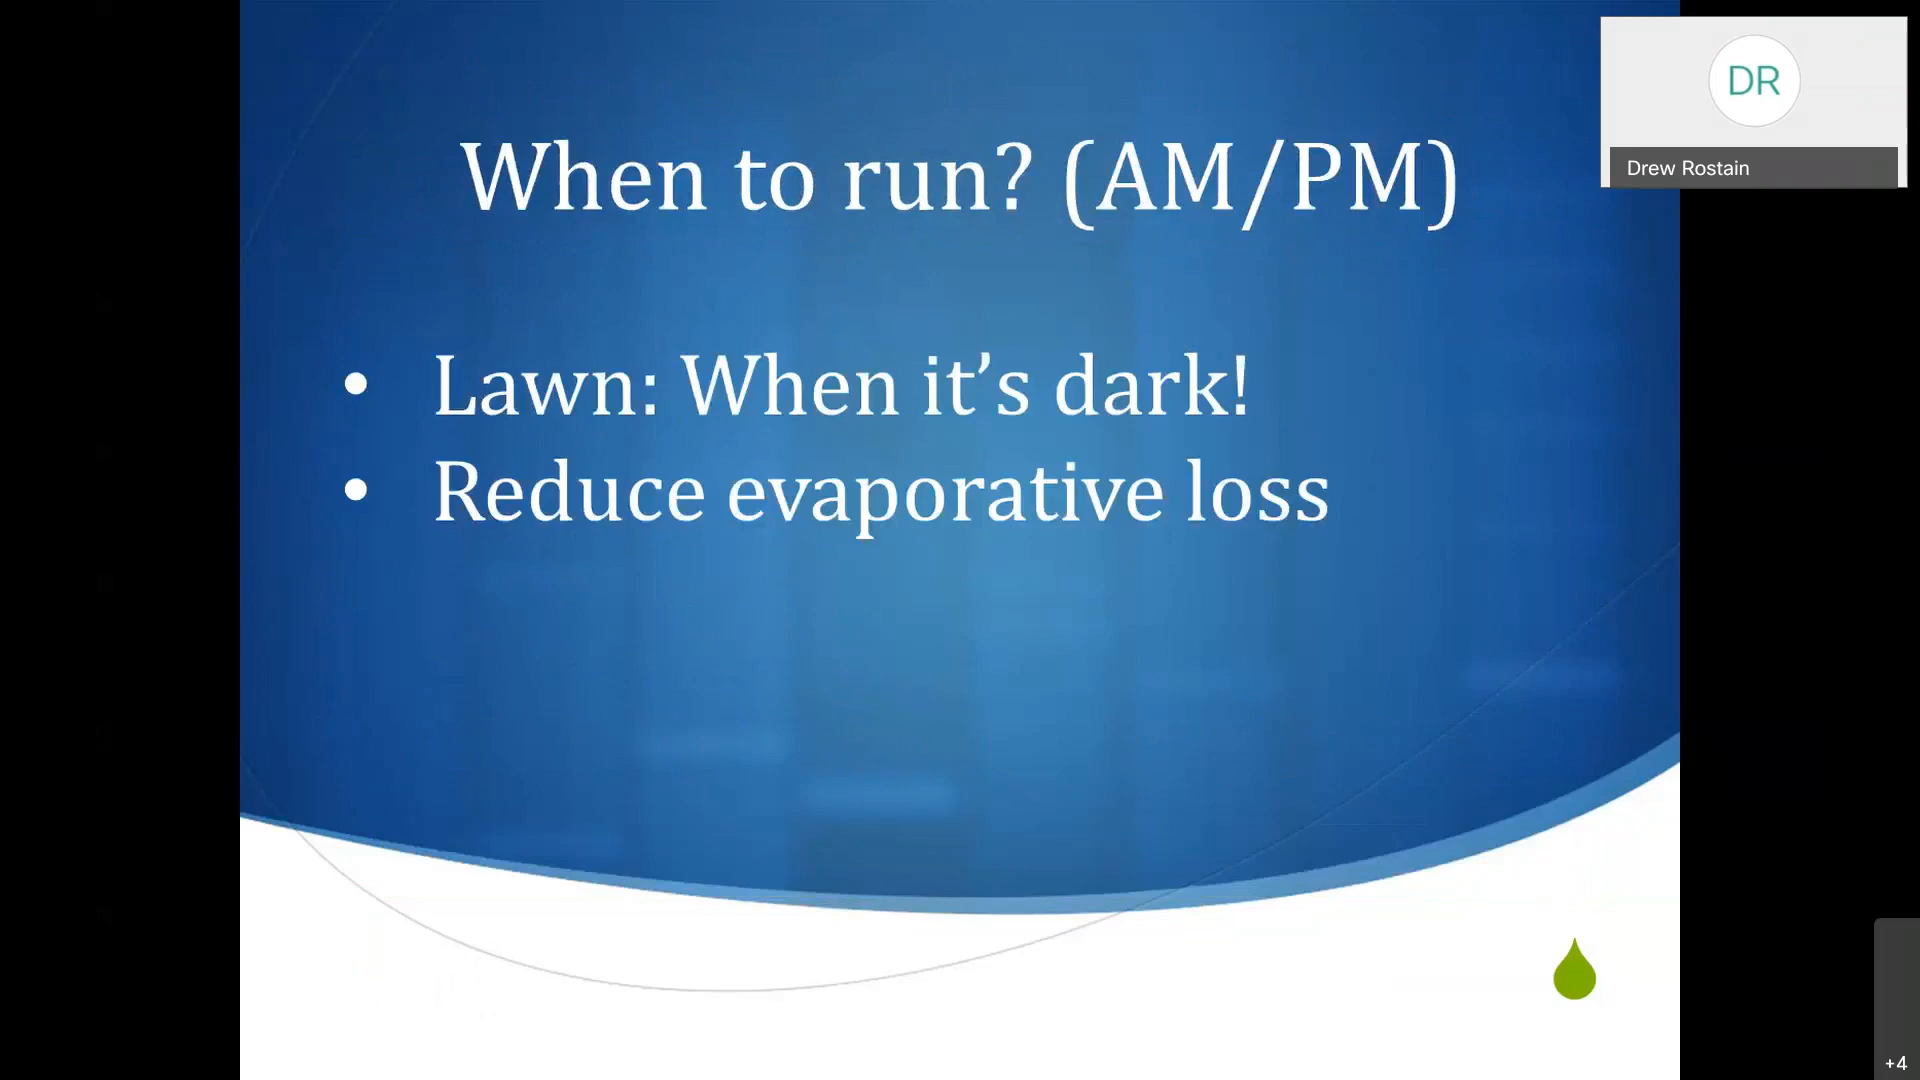 DR
Drew Rostain
When to run? (AM/PM)
• Lawn: When it’s dark!
• Reduce evaporative loss
+4